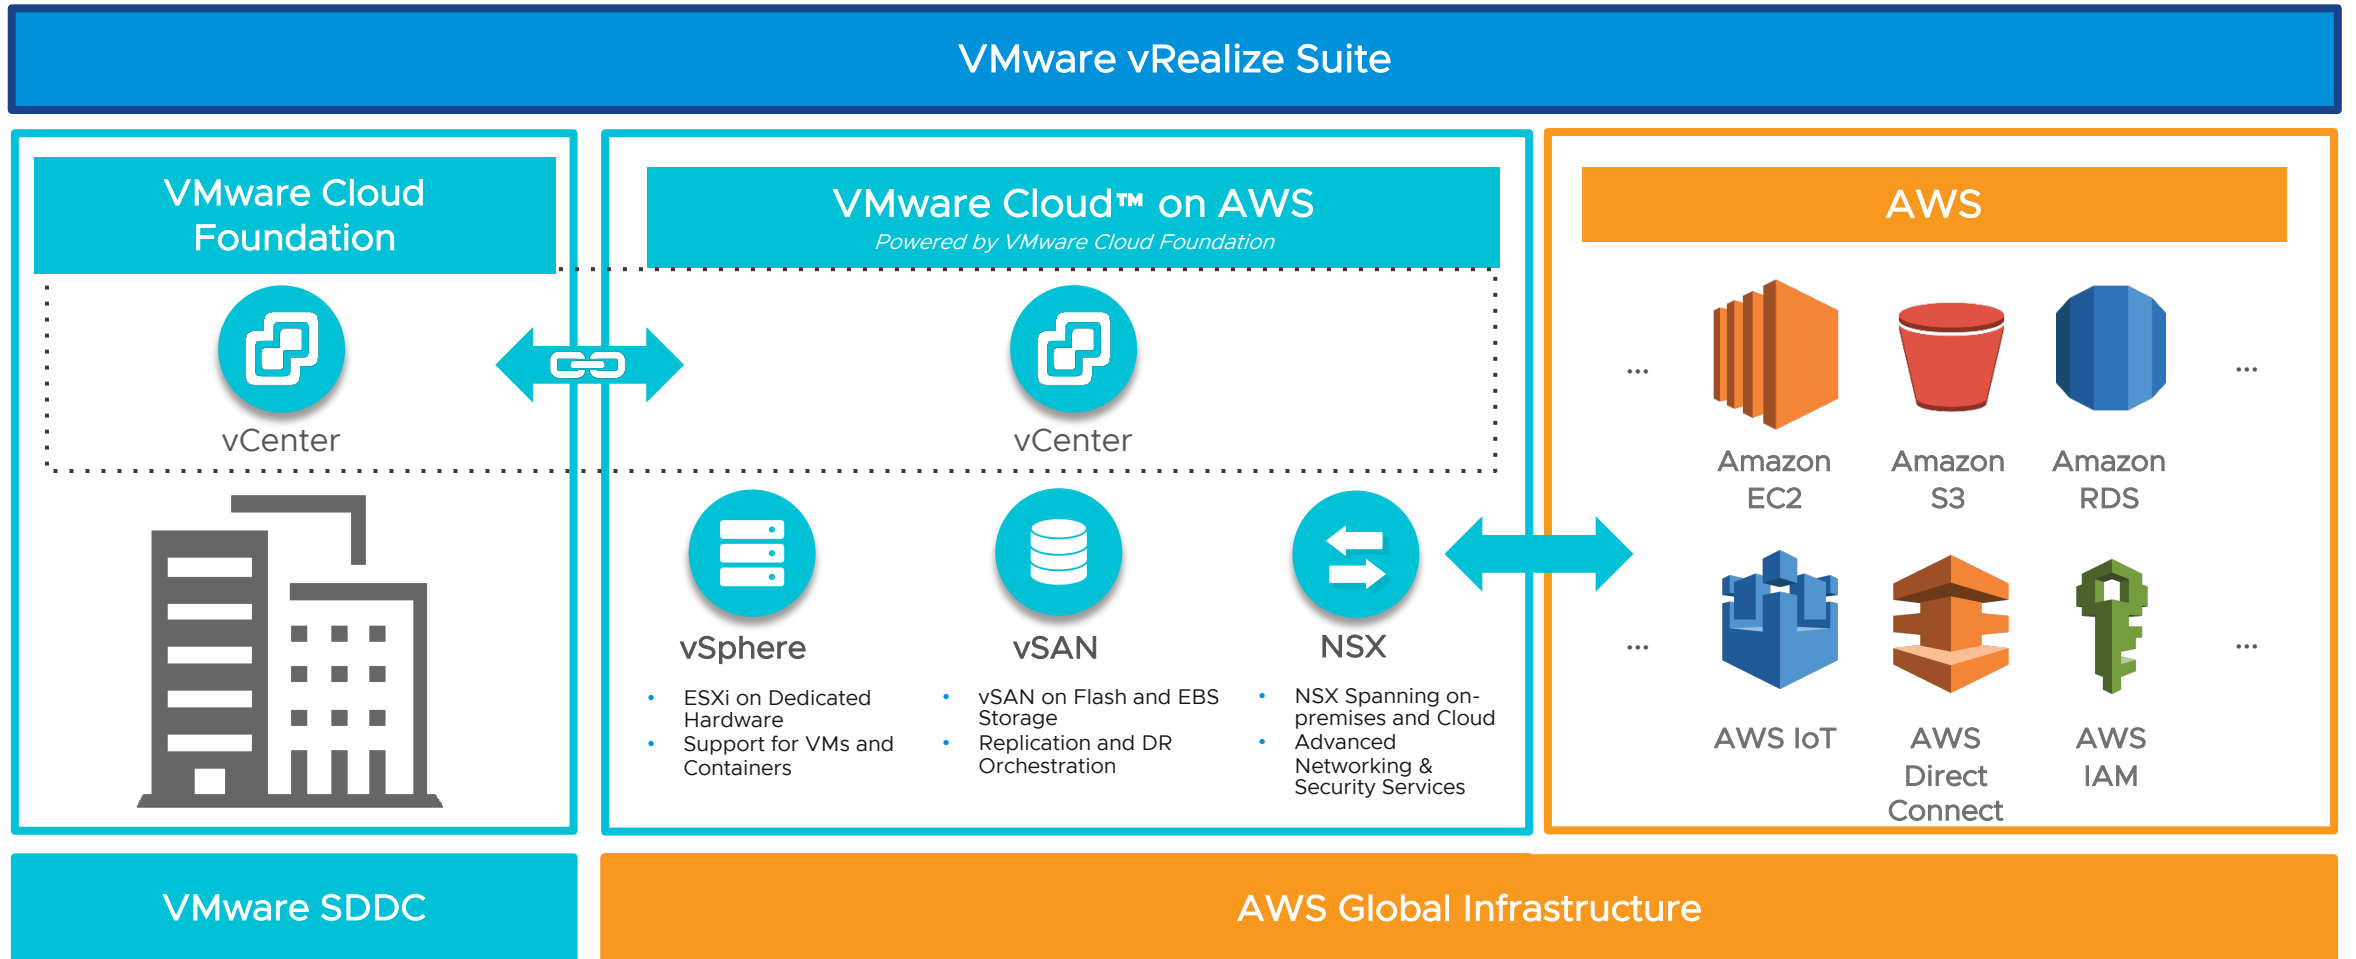 VMware vRealize Suite
VMware Cloud
Foundation
vCenter
VMware Cloud™ on AWS
Powered by VMware Cloud Foundation
vCenter
vSphere
• ESXi on Dedicated
Hardware
• Support for VMs and
Containers
vSAN
• vSAN on Flash and EBS
Storage
• Replication and DR
Orchestration
NSX
• NSX Spanning on-
premises and Cloud
• Advanced
Networking &
Security Services
AWS
...
Amazon
EC2
Amazon
S3
Amazon
RDS
...
...
AWS IoT
AWS
Direct
Connect
AWS
IAM
...
VMware SDDC
AWS Global Infrastructure